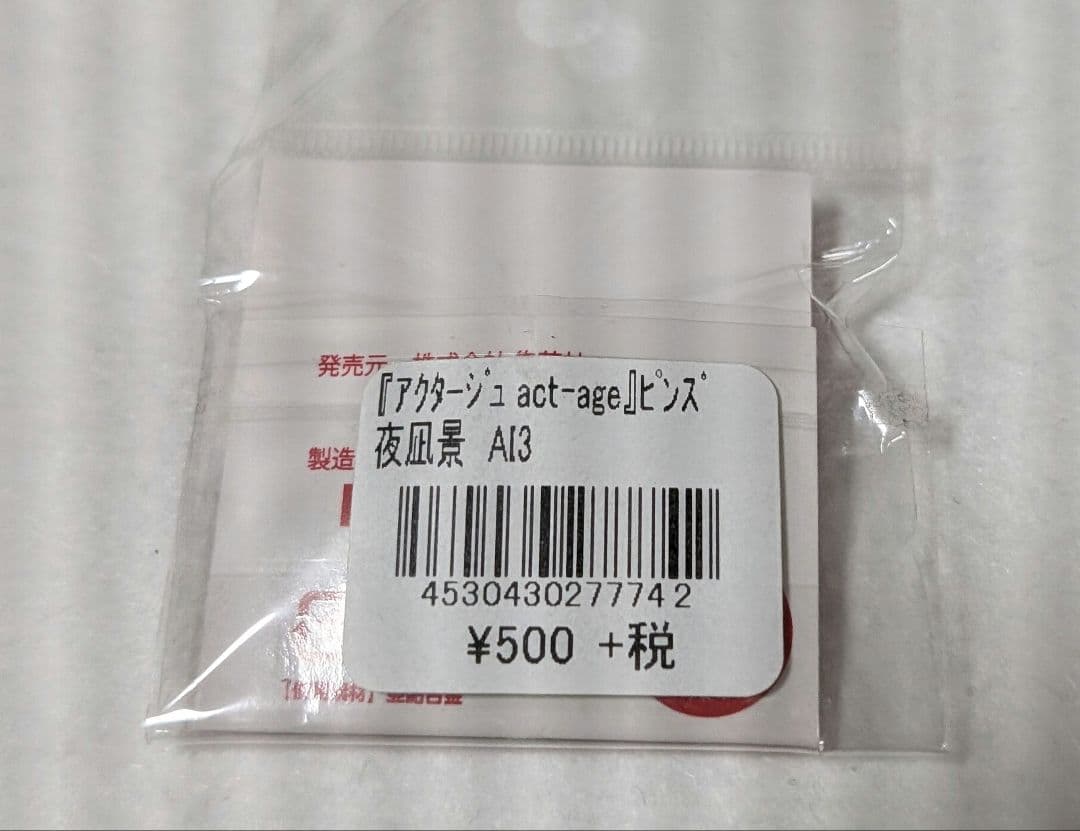 発売元
『ｱｸﾀｰｼﾞｭ act-age』ﾋﾟﾝｽﾞ
夜凪景 AI3
製造
4530430277742
¥500 +税